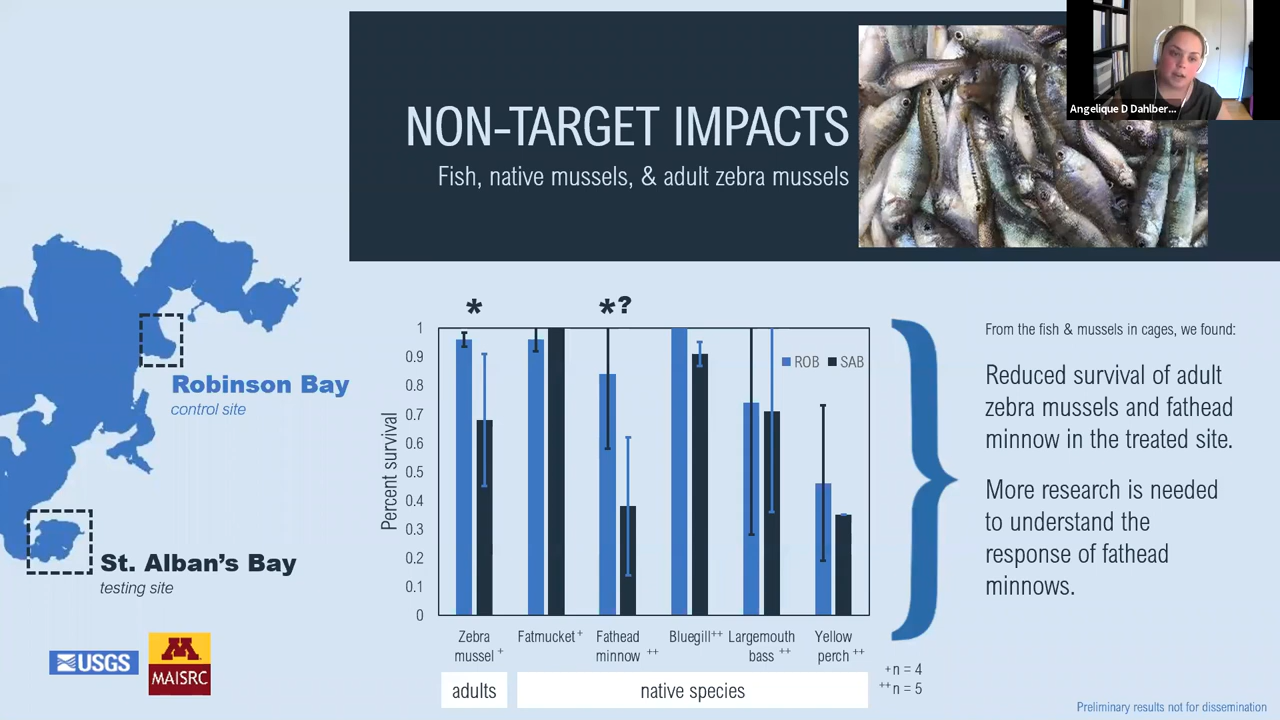 NON-TARGET IMPACTS
Fish, native mussels, & adult zebra mussels
Angelique D Dahlber...
Robinson Bay
control site
St. Alban's Bay
testing site
USGS
M
MAISRC
* *?
Percent survival
1
0.9
0.8
0.7
0.6
0.5
0.4
0.3
0.2
0.1
0
ROB SAB
Zebra mussel +
Fatmucket +
Fathead minnow ++
Bluegill ++
Largemouth bass ++
Yellow perch ++
adults
native species
+ n = 4
++ n = 5
From the fish & mussels in cages, we found:
Reduced survival of adult
zebra mussels and fathead
minnow in the treated site.
More research is needed
to understand the
response of fathead
minnows.
Preliminary results not for dissemination